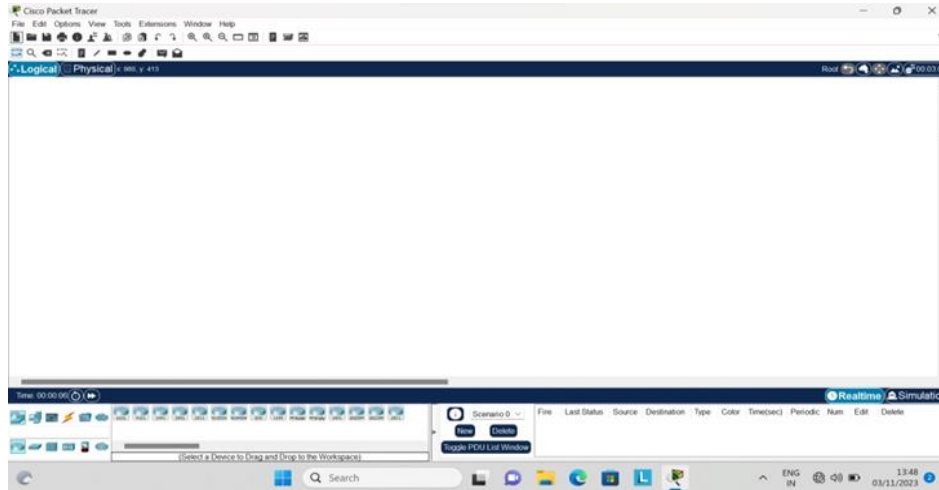 Cisco Packet Tracer
File Edit Options View Tools Extensions Window Help
Logical Physical x: 960, y: 413 Root
Time: 00:00:06 Realtime Simulatio
Scenario 0 Fire Last Status Source Destination Type Color Time(sec) Periodic Num Edit Delete
New Delete
Toggle PDU List Window
(Select a Device to Drag and Drop to the Workspace)
Search ENG 13:48
IN 03/11/2023